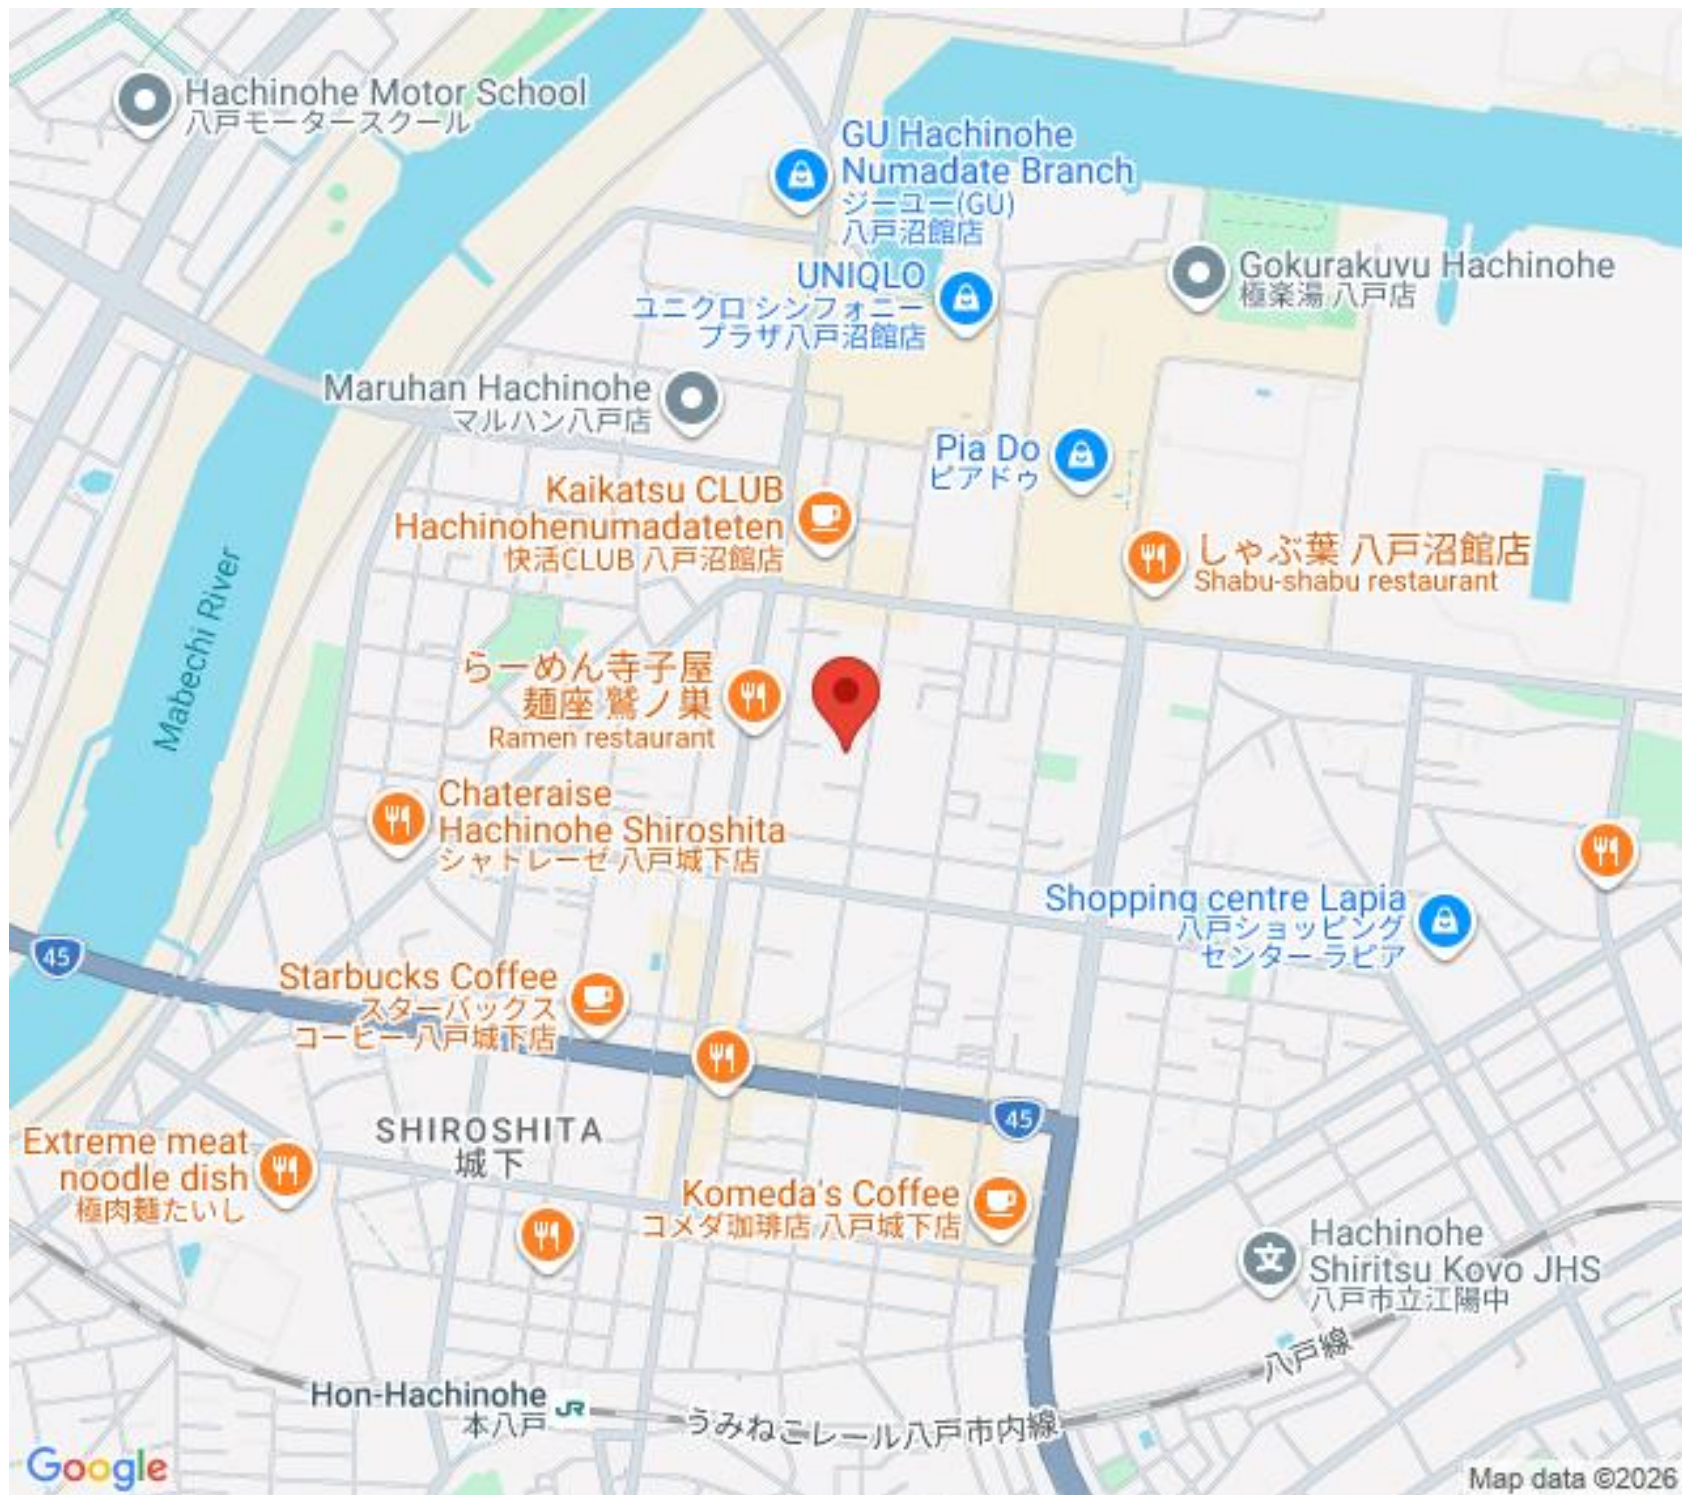 Hachinohe Motor School
八戸モータースクール
GU Hachinohe
Numadate Branch
ジーユー(GU)
八戸沼館店
UNIQLO
ユニクロ シンフォニー
プラザ八戸沼館店
Gokurakuyu Hachinohe
極楽湯 八戸店
Maruhan Hachinohe
マルハン八戸店
Pia Do
ピアドゥ
Kaikatsu CLUB
Hachinohenumadateten
快活CLUB 八戸沼館店
しゃぶ葉 八戸沼館店
Shabu-shabu restaurant
Mabechi River
らーめん寺子屋
麺座 鷲ノ巣
Ramen restaurant
Chateraise
Hachinohe Shiroshita
シャトレーゼ 八戸城下店
Shopping centre Lapia
八戸ショッピング
センター ラピア
45
Starbucks Coffee
スターバックス
コーヒー 八戸城下店
45
SHIROSHITA
城下
Extreme meat
noodle dish
極肉麺たいし
Komeda's Coffee
コメダ珈琲店 八戸城下店
文
Hachinohe
Shiritsu Koyo JHS
八戸市立江陽中
八戸線
Hon-Hachinohe
本八戸
JR
うみねこレール八戸市内線
Google
Map data ©2026